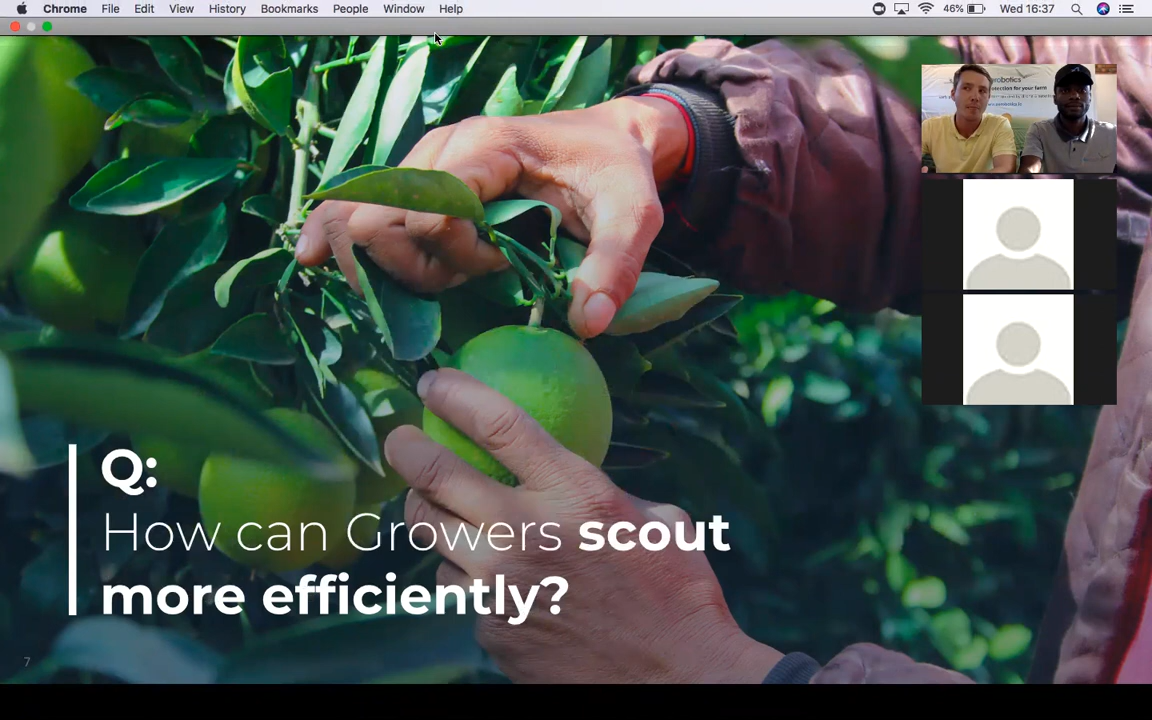 Chrome File Edit View History Bookmarks People Window Help 46% Wed 16:37
robotics
Q:
How can Growers scout
more efficiently?
7